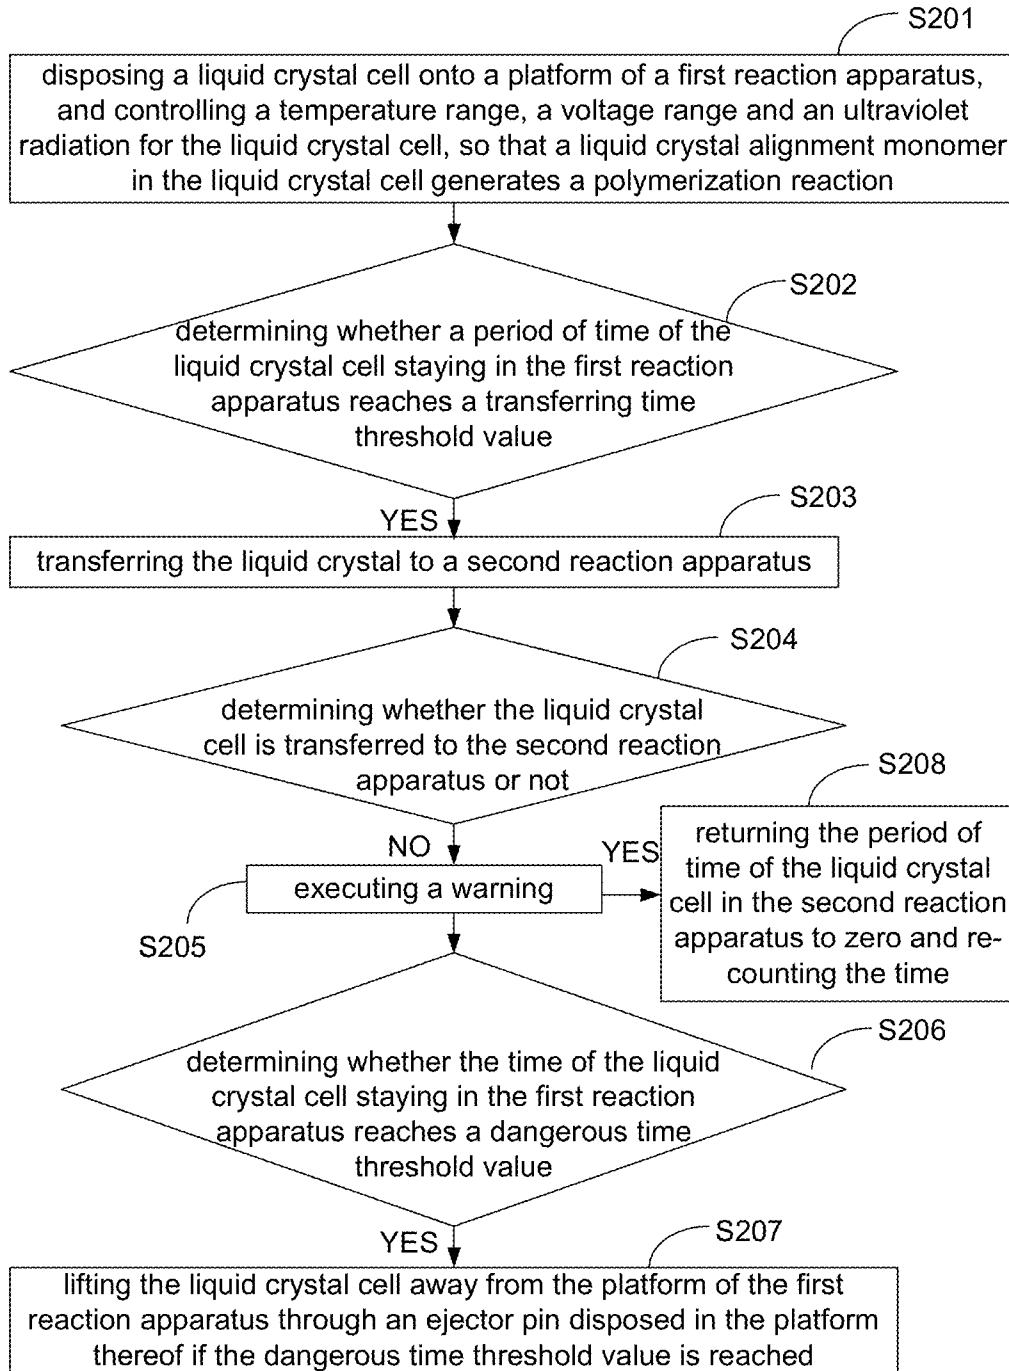 S201
disposing a liquid crystal cell onto a platform of a first reaction apparatus,
and controlling a temperature range, a voltage range and an ultraviolet
radiation for the liquid crystal cell, so that a liquid crystal alignment monomer
in the liquid crystal cell generates a polymerization reaction
S202
determining whether a period of time of the
liquid crystal cell staying in the first reaction
apparatus reaches a transferring time
threshold value
S203
YES
transferring the liquid crystal to a second reaction apparatus
S204
determining whether the liquid crystal
cell is transferred to the second reaction
apparatus or not
S208
NO
YES
returning the period of
time of the liquid crystal
cell in the second reaction
apparatus to zero and re-
counting the time
executing a warning
S205
S206
determining whether the time of the liquid
crystal cell staying in the first reaction
apparatus reaches a dangerous time
threshold value
YES
S207
lifting the liquid crystal cell away from the platform of the first
reaction apparatus through an ejector pin disposed in the platform
thereof if the dangerous time threshold value is reached